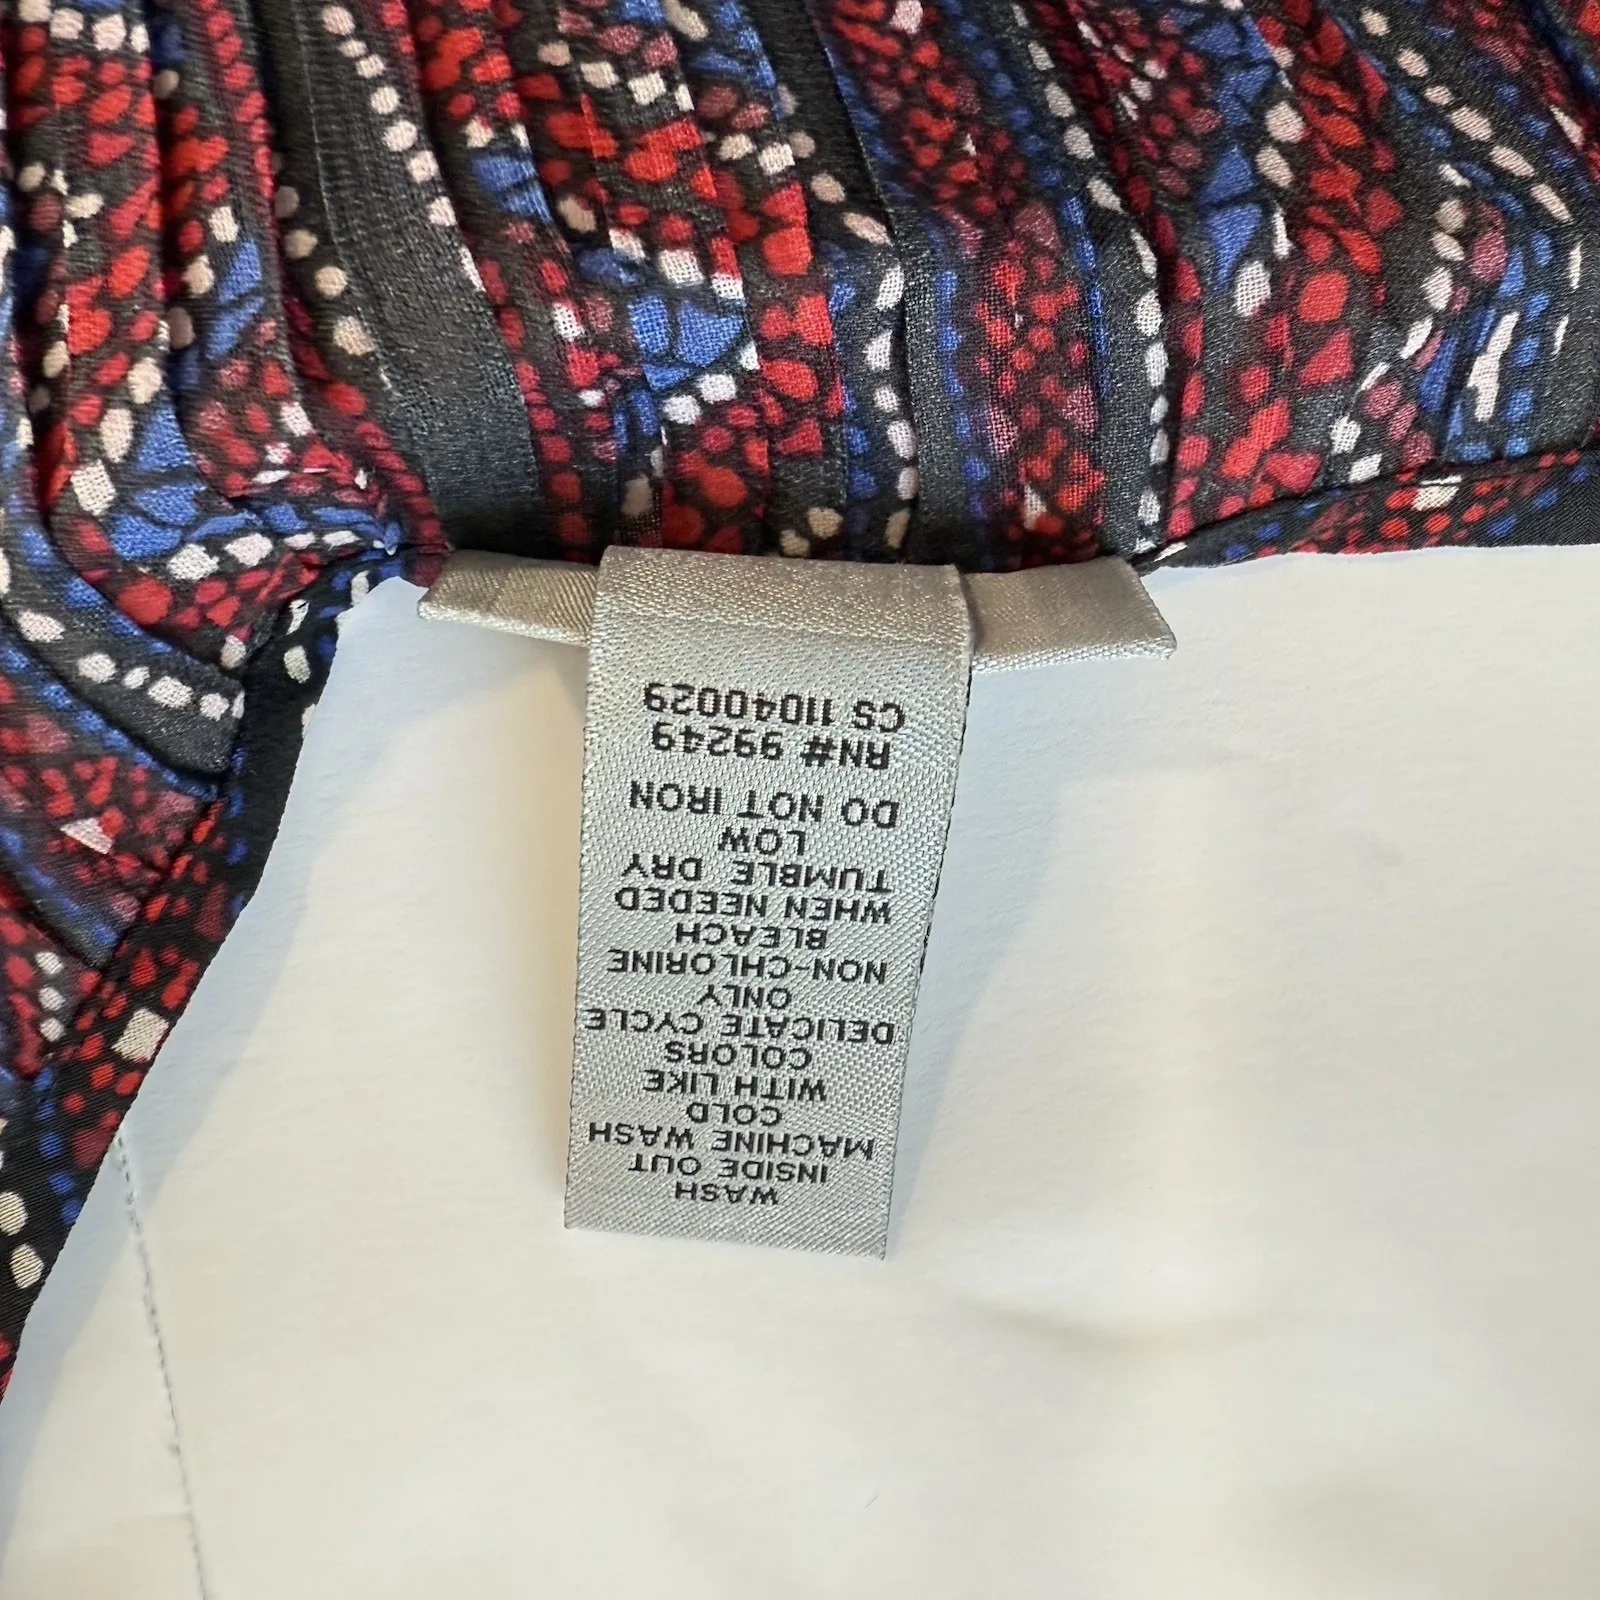 WASH
INSIDE OUT
MACHINE WASH
COLD
WITH LIKE
COLORS
DELICATE CYCLE
ONLY
NON-CHLORINE
BLEACH
WHEN NEEDED
TUMBLE DRY
LOW
DO NOT IRON
RN# 99249
CS 11040029